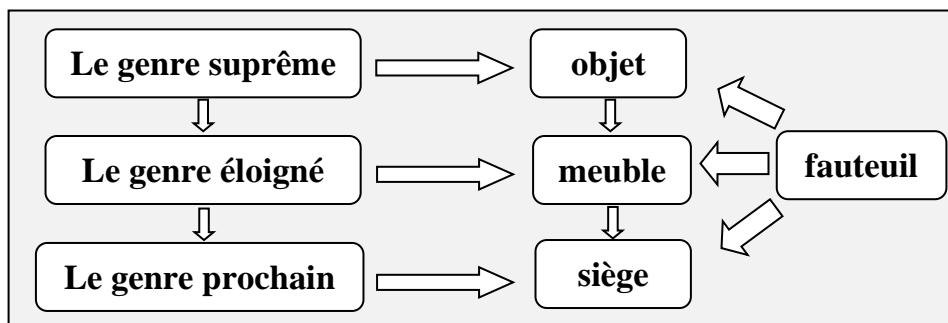 Le genre suprême
objet
Le genre éloigné
meuble
fauteuil
Le genre prochain
siège